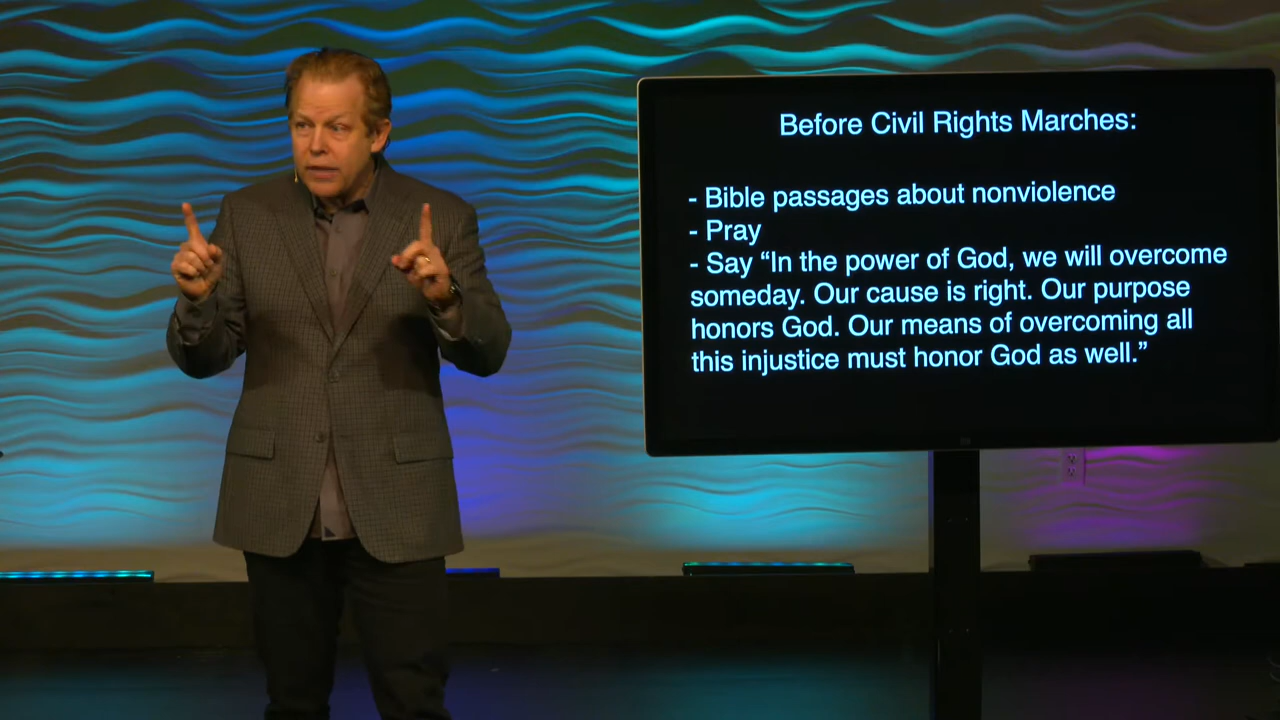 Before Civil Rights Marches:
- Bible passages about nonviolence
- Pray
- Say “In the power of God, we will overcome
someday. Our cause is right. Our purpose
honors God. Our means of overcoming all
this injustice must honor God as well.”